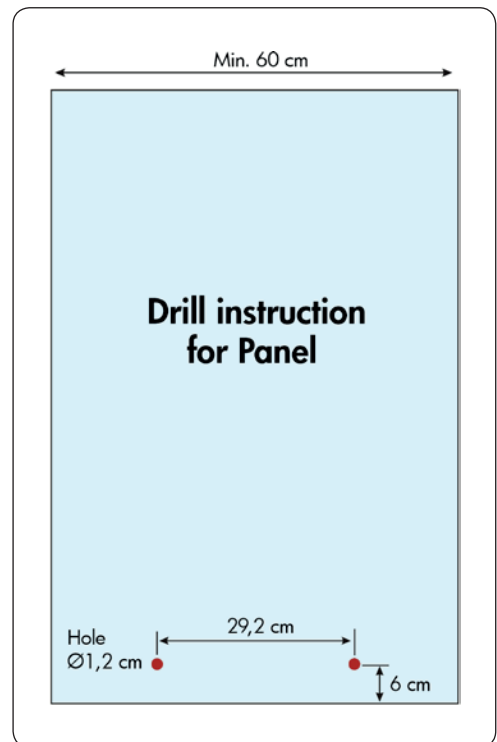 Min. 60 cm
Drill instruction
for Panel
29,2 cm
Hole
Ø1,2 cm
6 cm